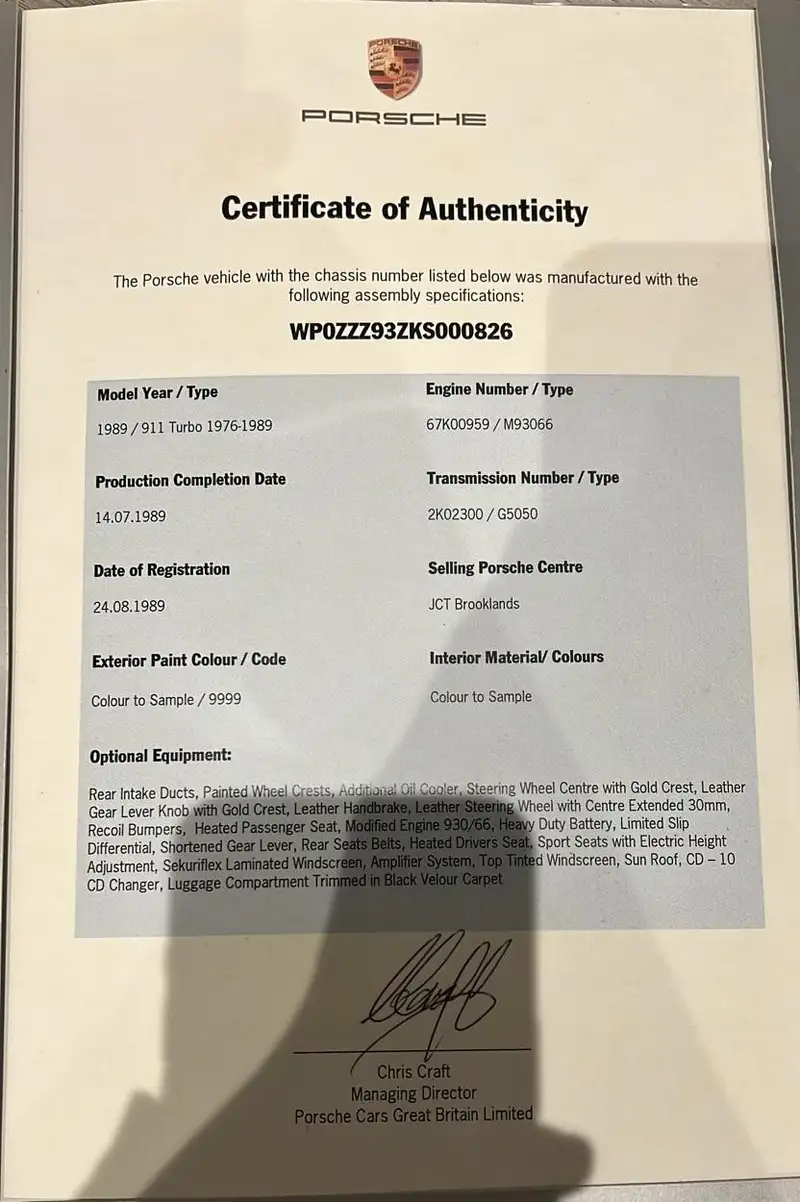 PORSCHE
PORSCHE
Certificate of Authenticity
The Porsche vehicle with the chassis number listed below was manufactured with the
following assembly specifications:
WP0ZZZ93ZKS000826
Model Year / Type
1989 / 911 Turbo 1976-1989
Engine Number / Type
67K00959 / M93066
Production Completion Date
14.07.1989
Transmission Number / Type
2K02300 / G5050
Date of Registration
24.08.1989
Selling Porsche Centre
JCT Brooklands
Exterior Paint Colour / Code
Colour to Sample / 9999
Interior Material/ Colours
Colour to Sample
Optional Equipment:
Rear Intake Ducts, Painted Wheel Crests, Additional Oil Cooler, Steering Wheel Centre with Gold Crest, Leather
Gear Lever Knob with Gold Crest, Leather Handbrake, Leather Steering Wheel with Centre Extended 30mm,
Recoil Bumpers, Heated Passenger Seat, Modified Engine 930/66, Heavy Duty Battery, Limited Slip
Differential, Shortened Gear Lever, Rear Seats Belts, Heated Drivers Seat, Sport Seats with Electric Height
Adjustment, Sekuriflex Laminated Windscreen, Amplifier System, Top Tinted Windscreen, Sun Roof, CD – 10
CD Changer, Luggage Compartment Trimmed in Black Velour Carpet
Chris Craft
Managing Director
Porsche Cars Great Britain Limited